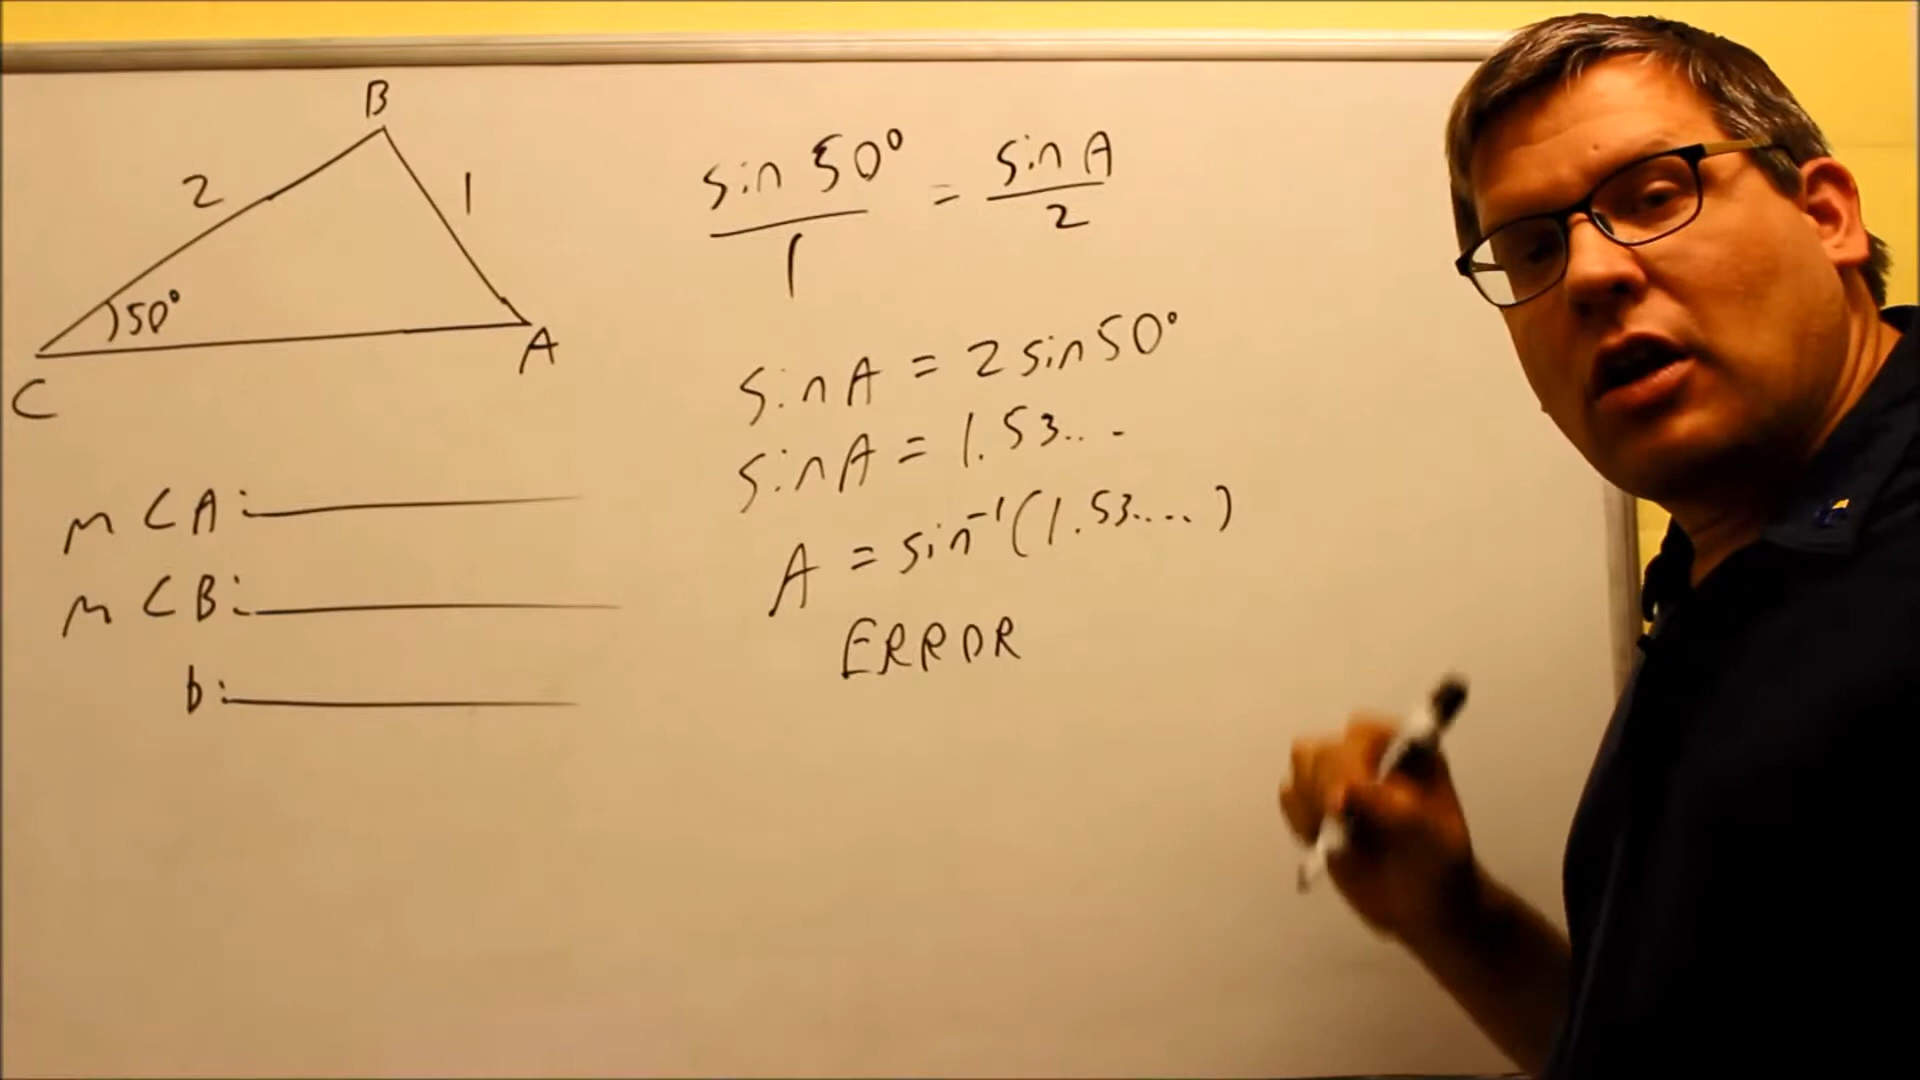 B
2
1
50°
C
A
m<A:
m<B:
b:
sin 50° / 1 = sin A / 2
sin A = 2 sin 50°
sin A = 1.53...
A = sin⁻¹(1.53....)
ERROR